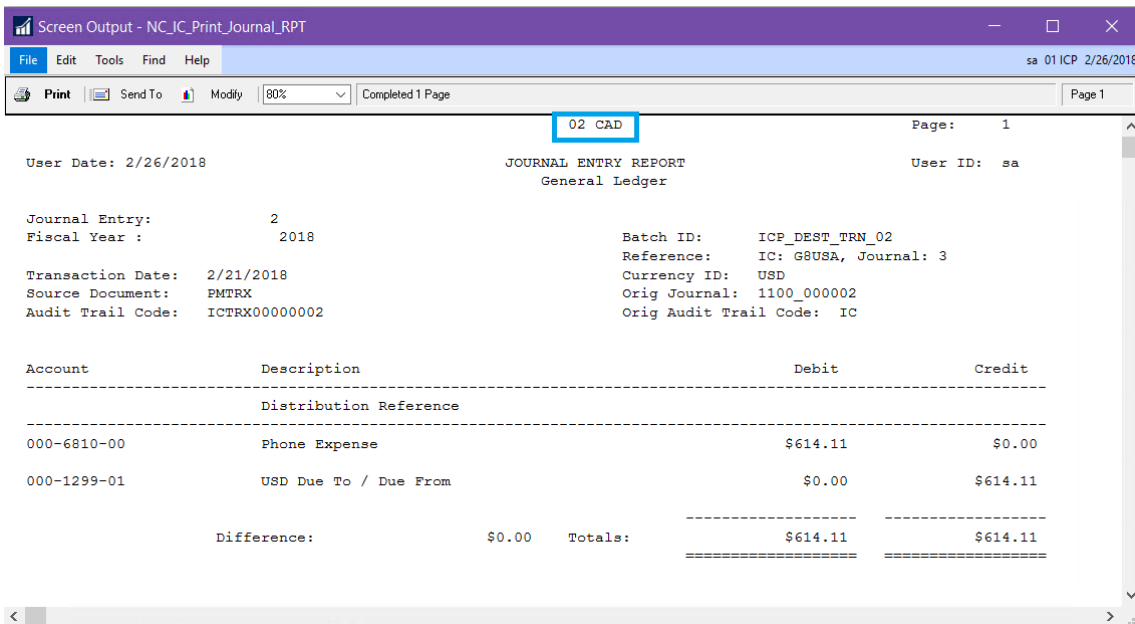 Screen Output - NC_IC_Print_Journal_RPT
File Edit Tools Find Help sa 01 ICP 2/26/2018
Print Send To Modify 80% Completed 1 Page Page 1
02 CAD Page: 1
User Date: 2/26/2018 JOURNAL ENTRY REPORT User ID: sa
General Ledger
Journal Entry: 2
Fiscal Year : 2018 Batch ID: ICP_DEST_TRN_02
Reference: IC: G8USA, Journal: 3
Transaction Date: 2/21/2018 Currency ID: USD
Source Document: PMTRX Orig Journal: 1100_000002
Audit Trail Code: ICTRX00000002 Orig Audit Trail Code: IC
Account Description Debit Credit
Distribution Reference
000-6810-00 Phone Expense $614.11 $0.00
000-1299-01 USD Due To / Due From $0.00 $614.11
Difference: $0.00 Totals: $614.11 $614.11